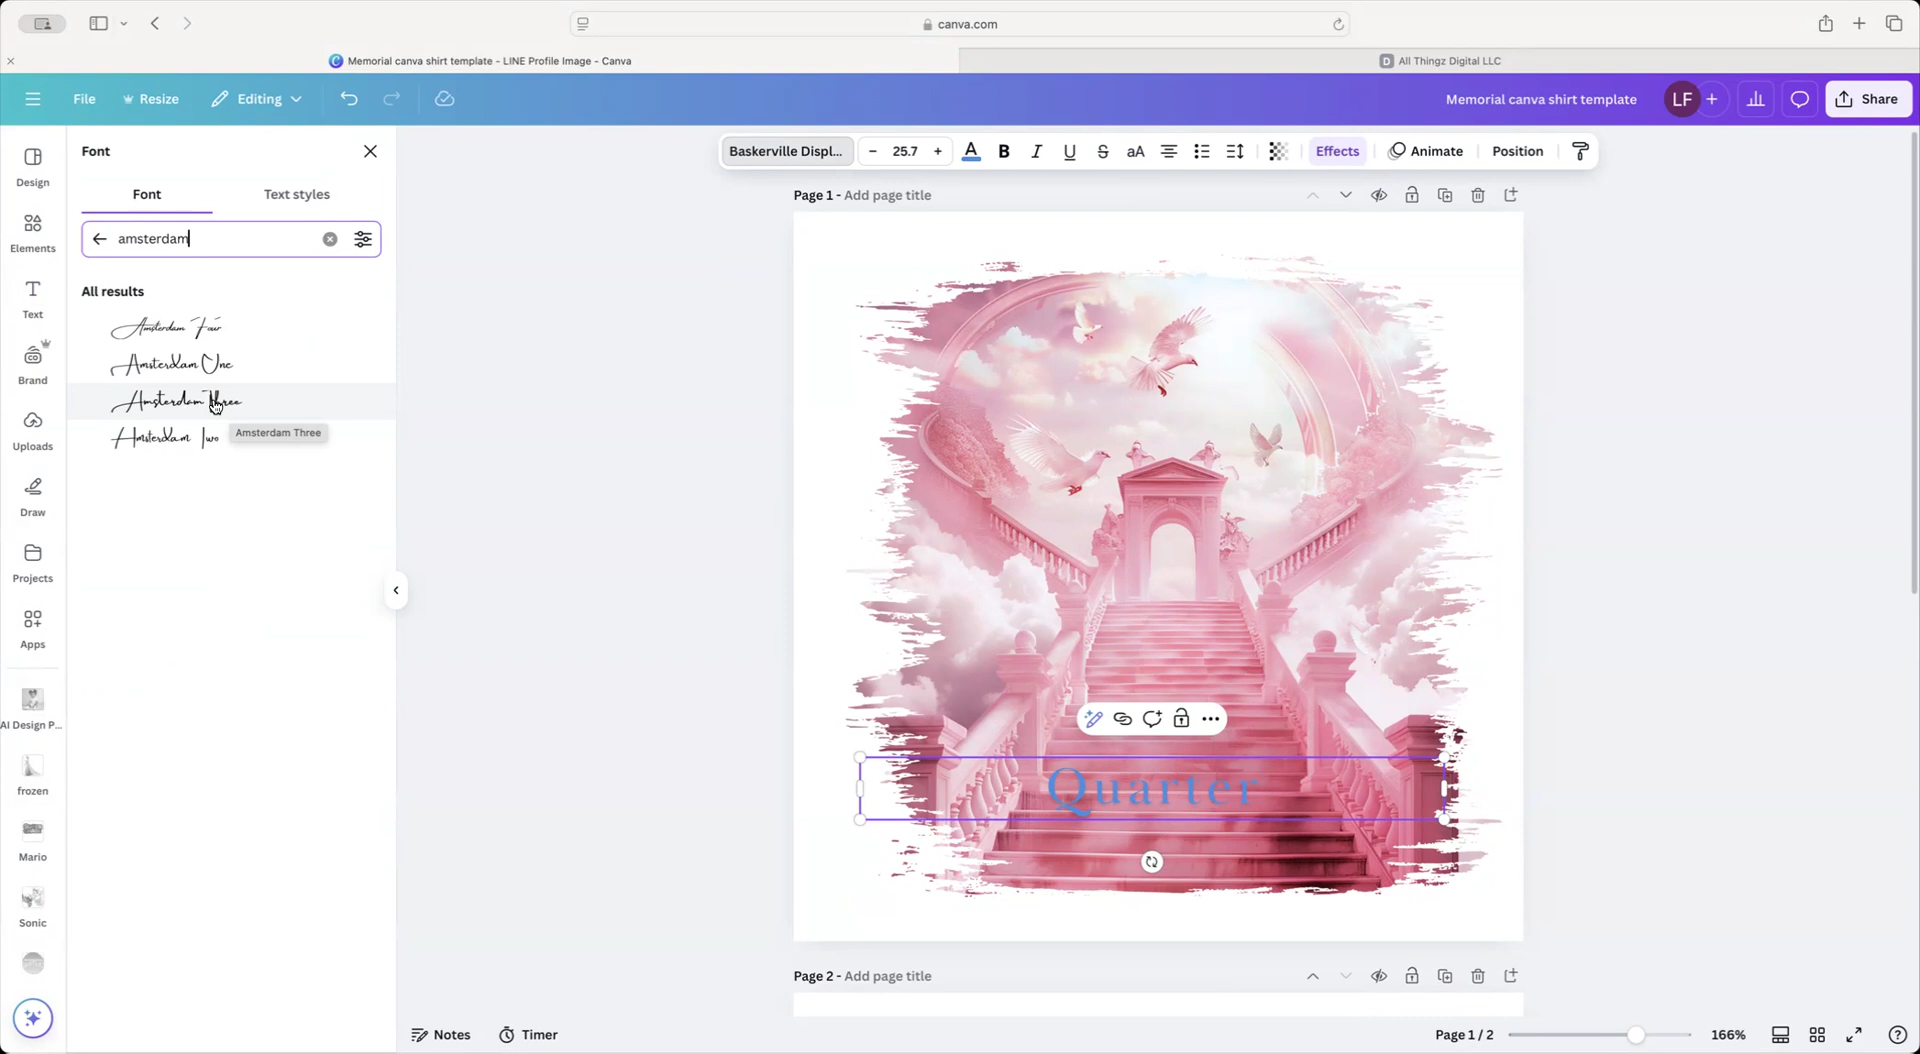 canva.com
Memorial canva shirt template - LINE Profile Image - Canva
D All Thingz Digital LLC
File
Resize
Editing
Memorial canva shirt template
LF
Share
Font
Font
Text styles
amsterdam
All results
Amsterdam Four
Amsterdam One
Amsterdam Three
Amsterdam Two
Amsterdam Three
Design
Elements
Text
CO
Brand
Uploads
Draw
Projects
Apps
AI Design P...
frozen
Mario
Sonic
Baskerville Displ...
25.7
A
B
I
U
S
aA
Effects
Animate
Position
Page 1 - Add page title
Quarter
Page 2 - Add page title
Notes
Timer
Page 1 / 2
166%